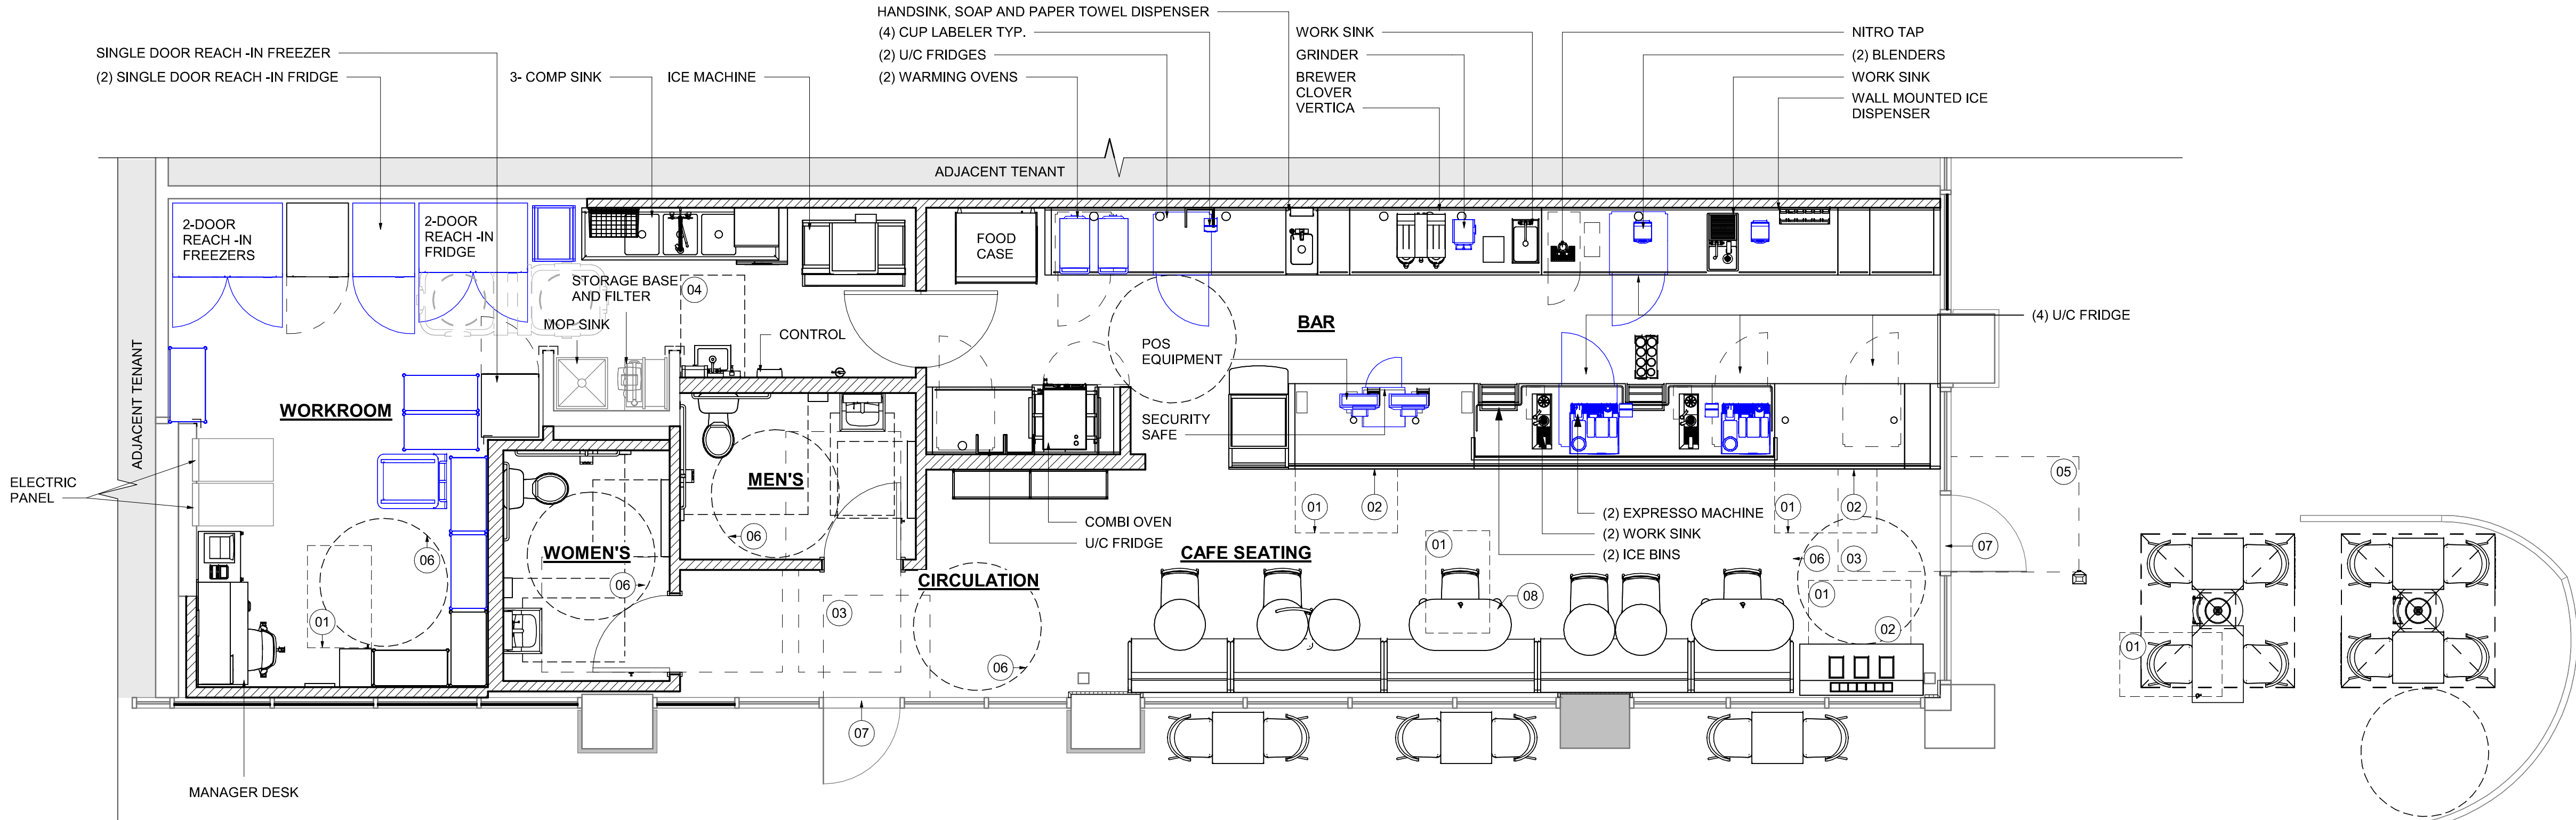 HANDSINK, SOAP AND PAPER TOWEL DISPENSER
(4) CUP LABELER TYP.
(2) U/C FRIDGES
(2) WARMING OVENS
SINGLE DOOR REACH -IN FREEZER
(2) SINGLE DOOR REACH -IN FRIDGE
3- COMP SINK
ICE MACHINE
WORK SINK
GRINDER
BREWER
CLOVER
VERTICA
NITRO TAP
(2) BLENDERS
WORK SINK
WALL MOUNTED ICE
DISPENSER
ADJACENT TENANT
2-DOOR
REACH -IN
FREEZERS
2-DOOR
REACH -IN
FRIDGE
FOOD
CASE
STORAGE BASE
AND FILTER
04
MOP SINK
CONTROL
BAR
(4) U/C FRIDGE
POS
EQUIPMENT
ADJACENT TENANT
WORKROOM
SECURITY
SAFE
ELECTRIC
PANEL
MEN'S
05
01
02
01
02
COMBI OVEN
U/C FRIDGE
(2) EXPRESSO MACHINE
(2) WORK SINK
(2) ICE BINS
06
06
WOMEN'S
CAFE SEATING
01
06
03
07
CIRCULATION
06
01
03
08
01
02
01
06
07
MANAGER DESK